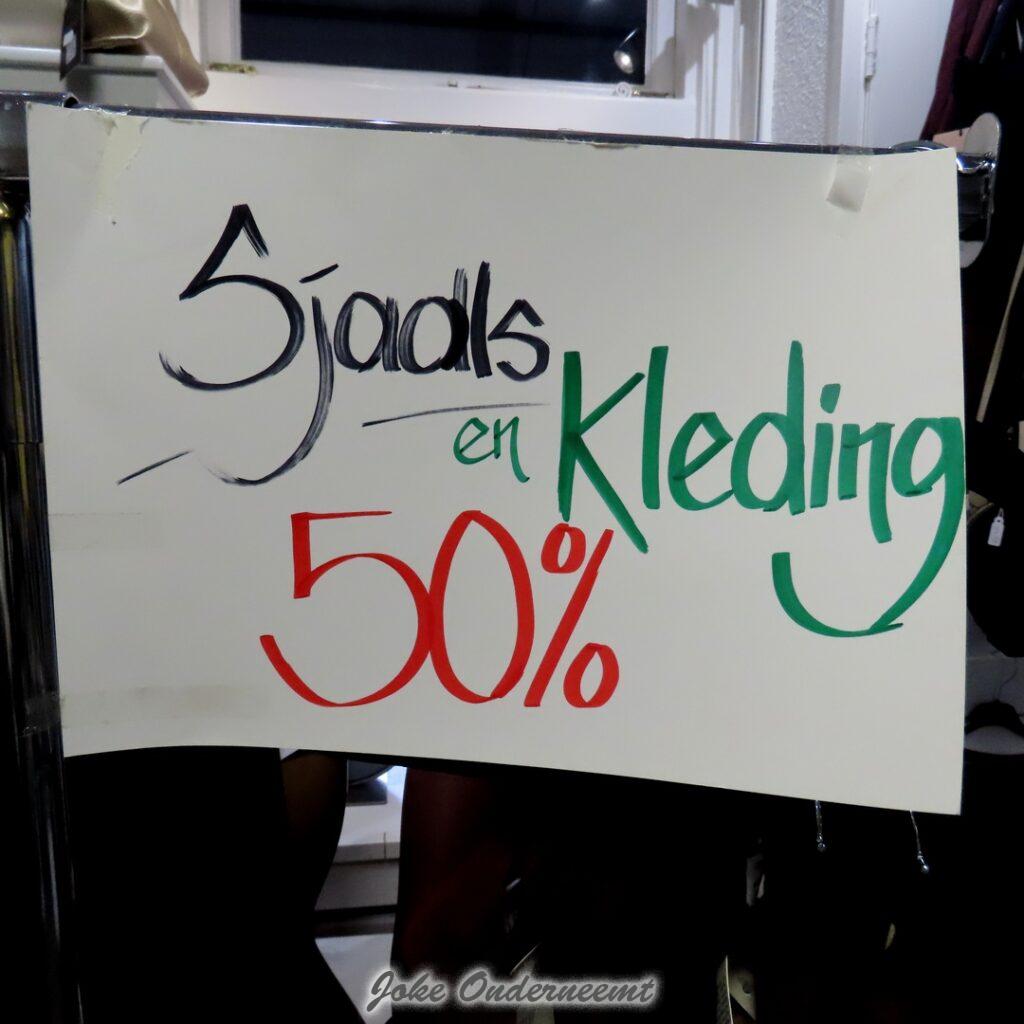 Sjaals
en Kleding
50%
Joke Onderneemt